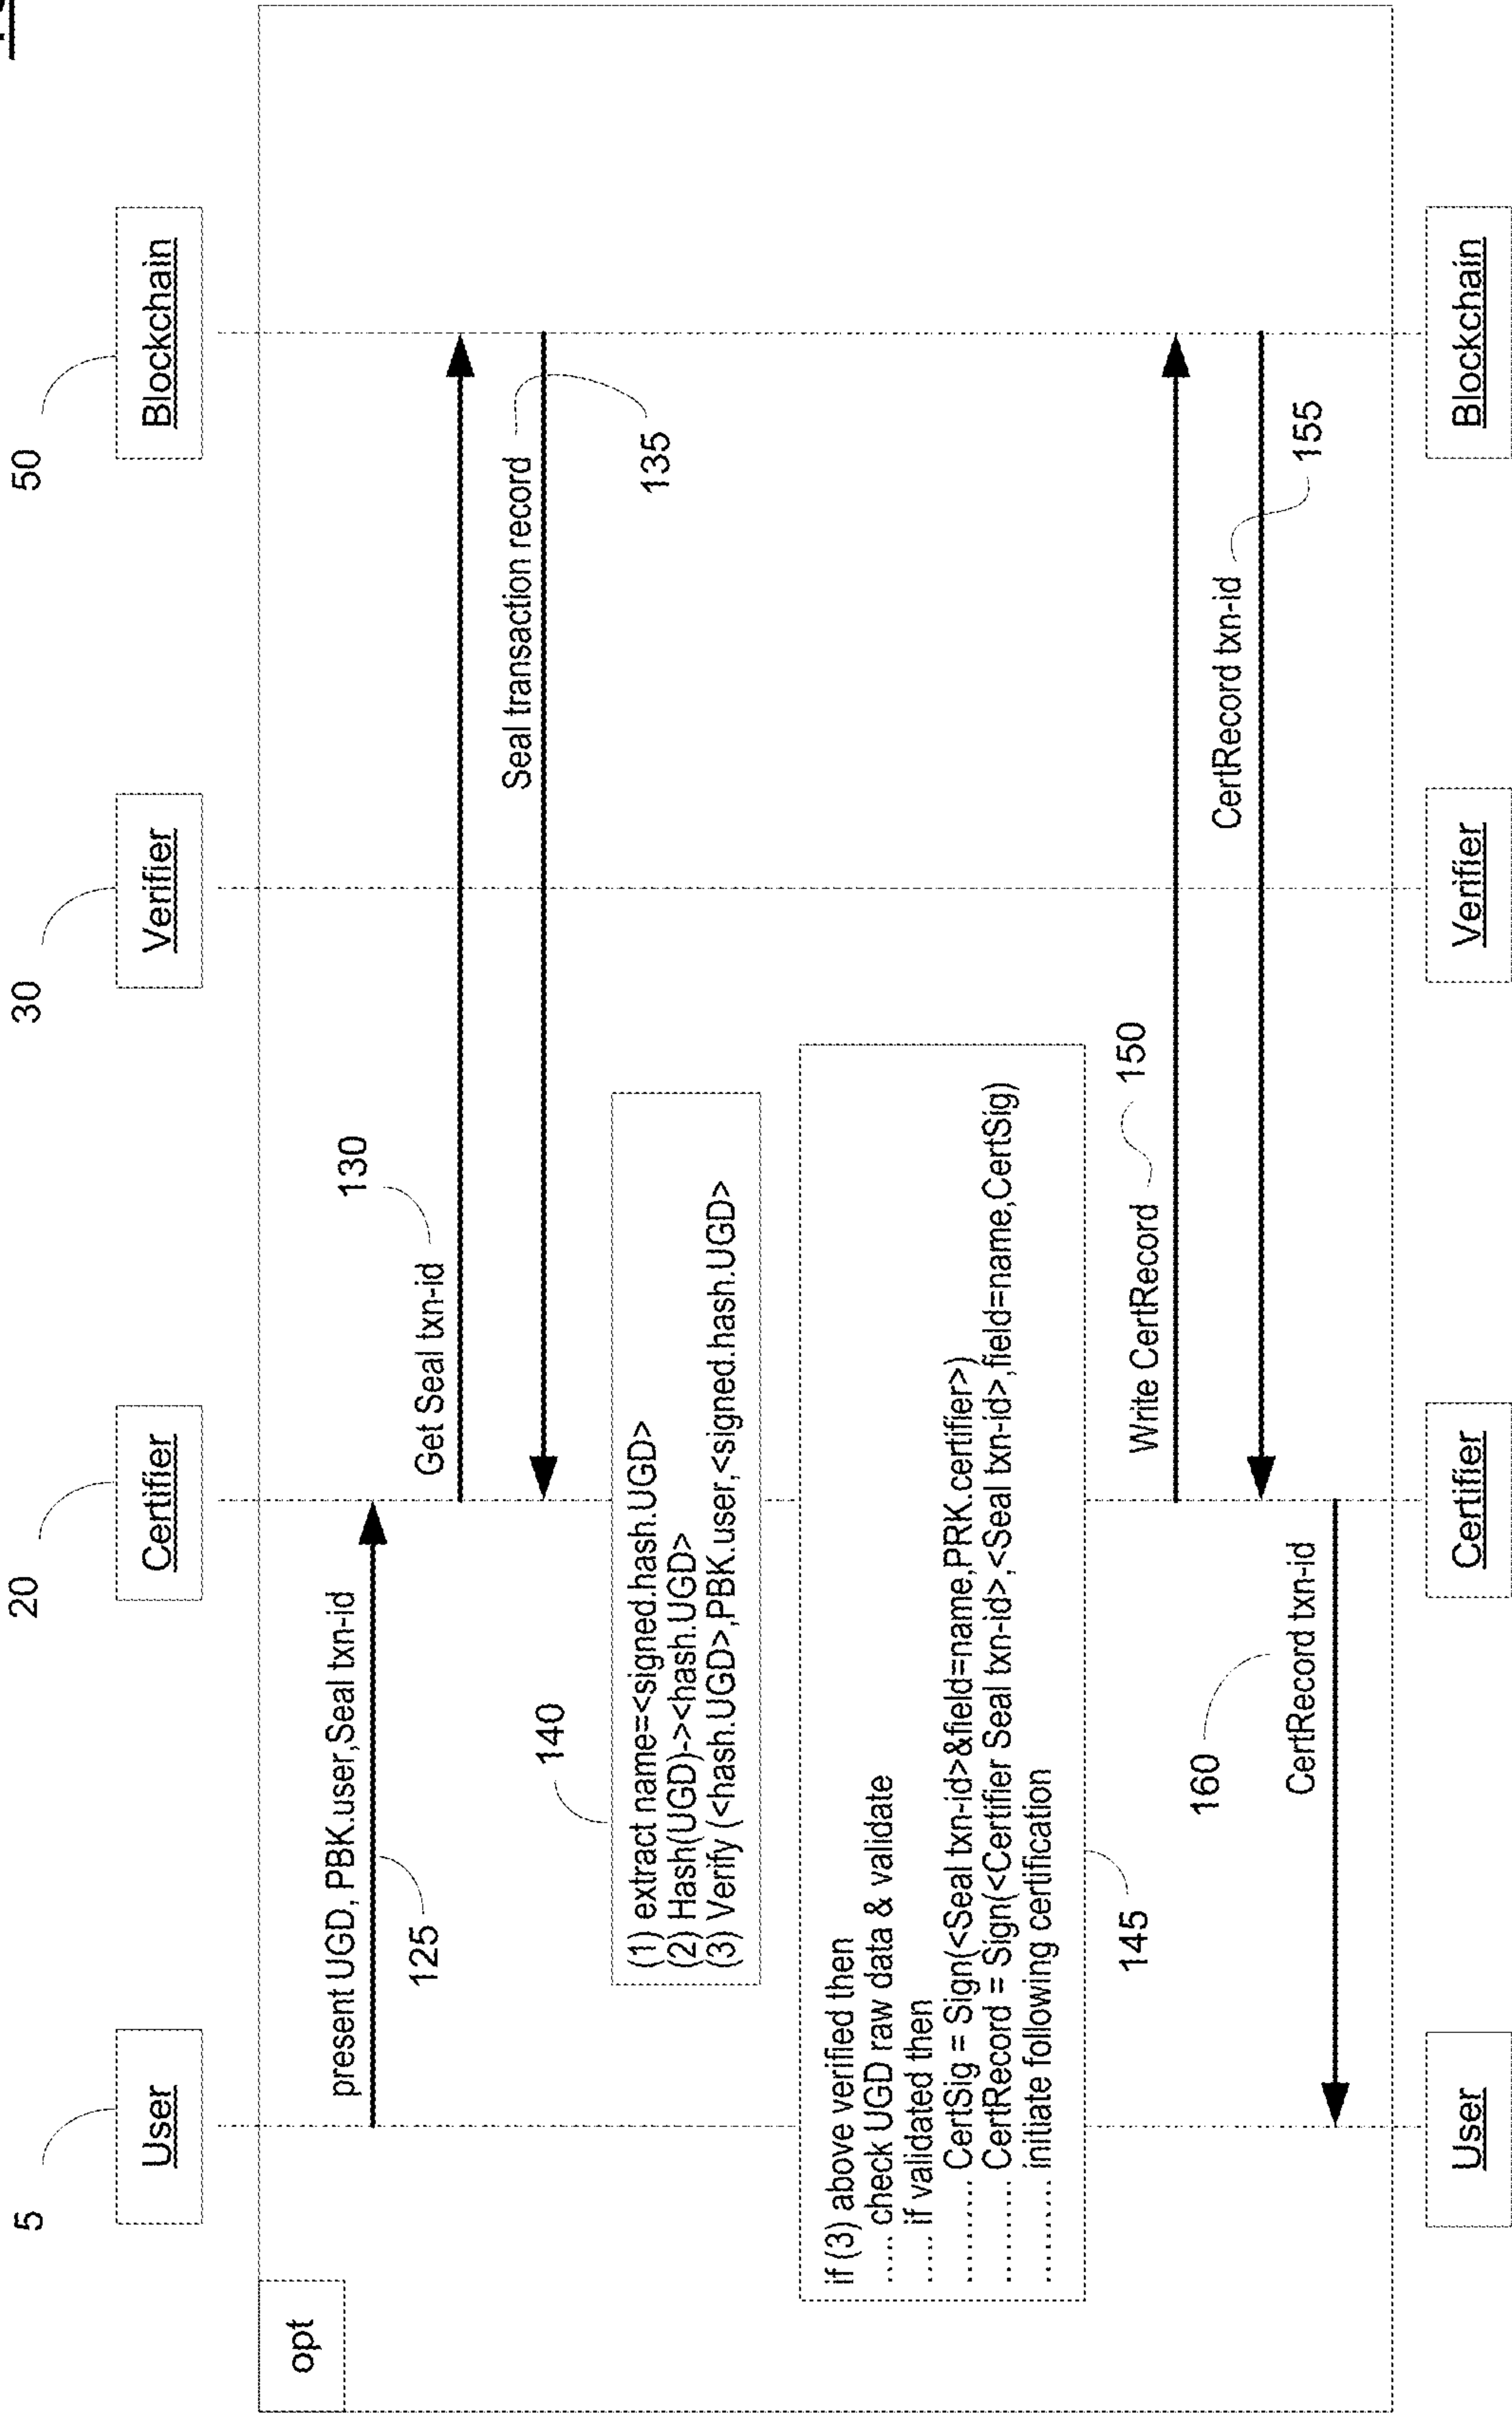 5
20
30
50
User
Certifier
Verifier
Blockchain
opt
present UGD, PBK.user,Seal txn-id
125
Get Seal txn-id
130
Seal transaction record
135
140
(1) extract name=<signed.hash.UGD>
(2) Hash(UGD)-><hash.UGD>
(3) Verify (<hash.UGD>,PBK.user,<signed.hash.UGD>
if (3) above verified then
..... check UGD raw data & validate
..... if validated then
.......... CertSig = Sign(<Seal txn-id>&field=name,PRK.certifier>)
.......... CertRecord = Sign(<Certifier Seal txn-id>,<Seal txn-id>,field=name,CertSig)
.......... initiate following certification
145
Write CertRecord
150
CertRecord txn-id
155
160
CertRecord txn-id
User
Certifier
Verifier
Blockchain